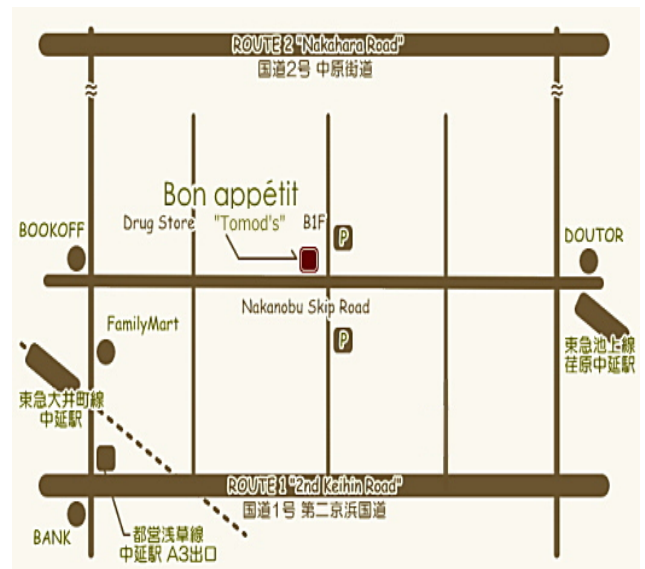 ROUTE 2 "Nakahara Road"
国道2号 中原街道
Bon appétit
Drug Store "Tomod's" B1F
BOOKOFF
P
DOUTOR
Nakanobu Skip Road
FamilyMart
P
東急池上線
荏原中延駅
東急大井町線
中延駅
ROUTE 1 "2nd Keihin Road"
国道1号 第二京浜国道
BANK
都営浅草線
中延駅 A3出口